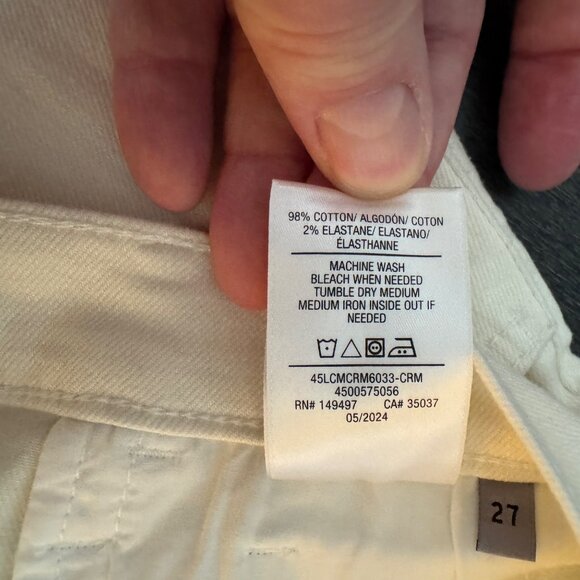 98% COTTON/ ALGODÓN/ COTON
2% ELASTANE/ ELASTANO/
ÉLASTHANNE
MACHINE WASH
BLEACH WHEN NEEDED
TUMBLE DRY MEDIUM
MEDIUM IRON INSIDE OUT IF
NEEDED
45LCMCRM6033-CRM
4500575056
RN# 149497 CA# 35037
05/2024
27